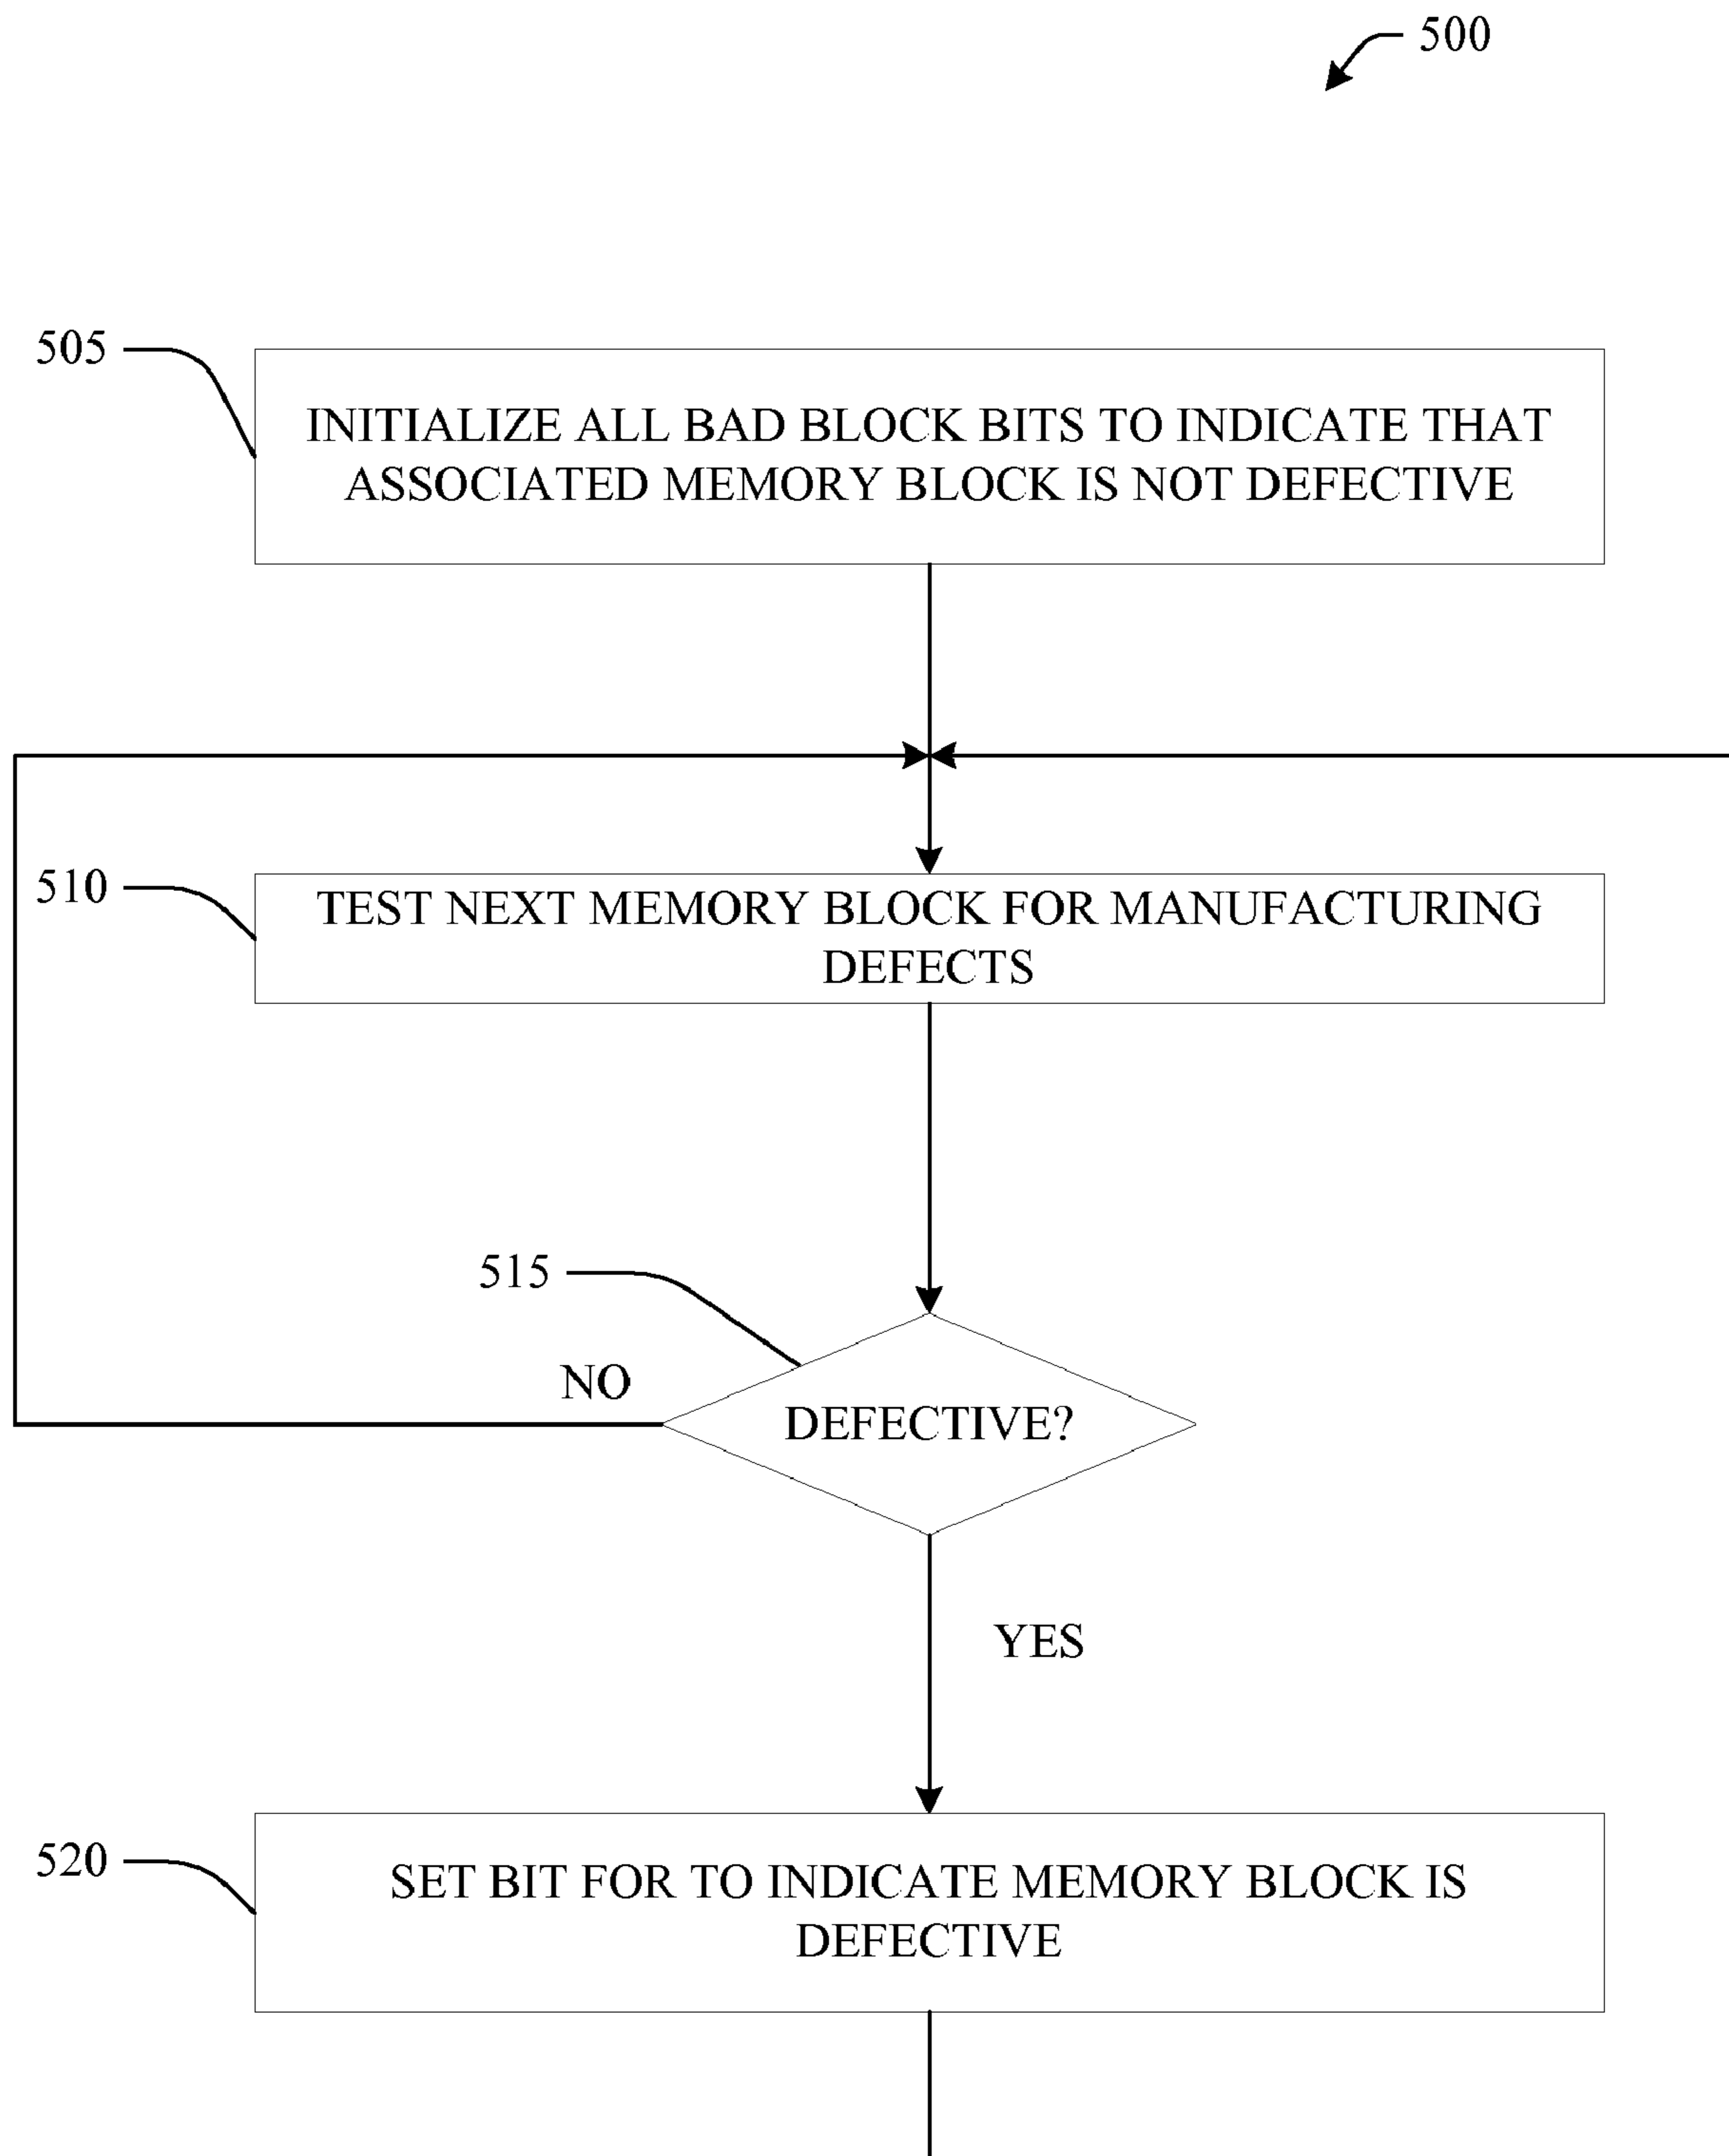 500
505
INITIALIZE ALL BAD BLOCK BITS TO INDICATE THAT
ASSOCIATED MEMORY BLOCK IS NOT DEFECTIVE
510
TEST NEXT MEMORY BLOCK FOR MANUFACTURING
DEFECTS
515
NO
DEFECTIVE?
YES
520
SET BIT FOR TO INDICATE MEMORY BLOCK IS
DEFECTIVE